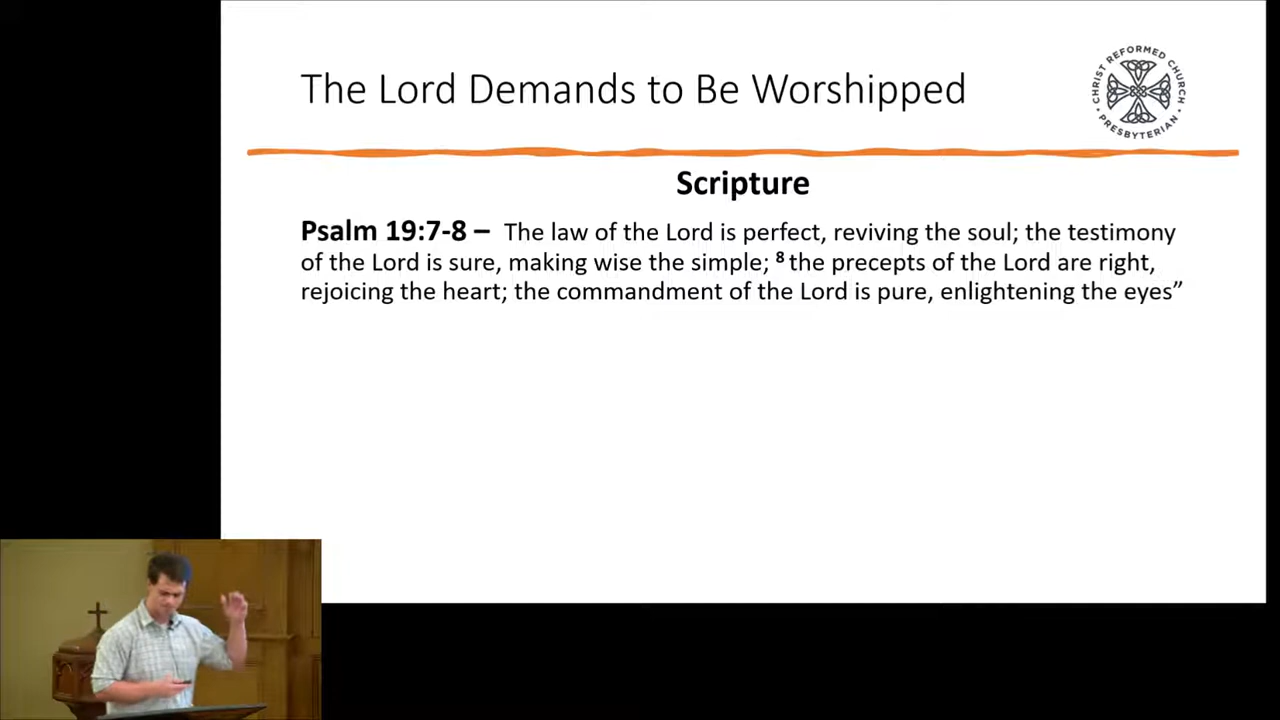 The Lord Demands to Be Worshipped
CHRIST REFORMED CHURCH
• PRESBYTERIAN •
Scripture
Psalm 19:7-8 – The law of the Lord is perfect, reviving the soul; the testimony
of the Lord is sure, making wise the simple; ⁸ the precepts of the Lord are right,
rejoicing the heart; the commandment of the Lord is pure, enlightening the eyes”